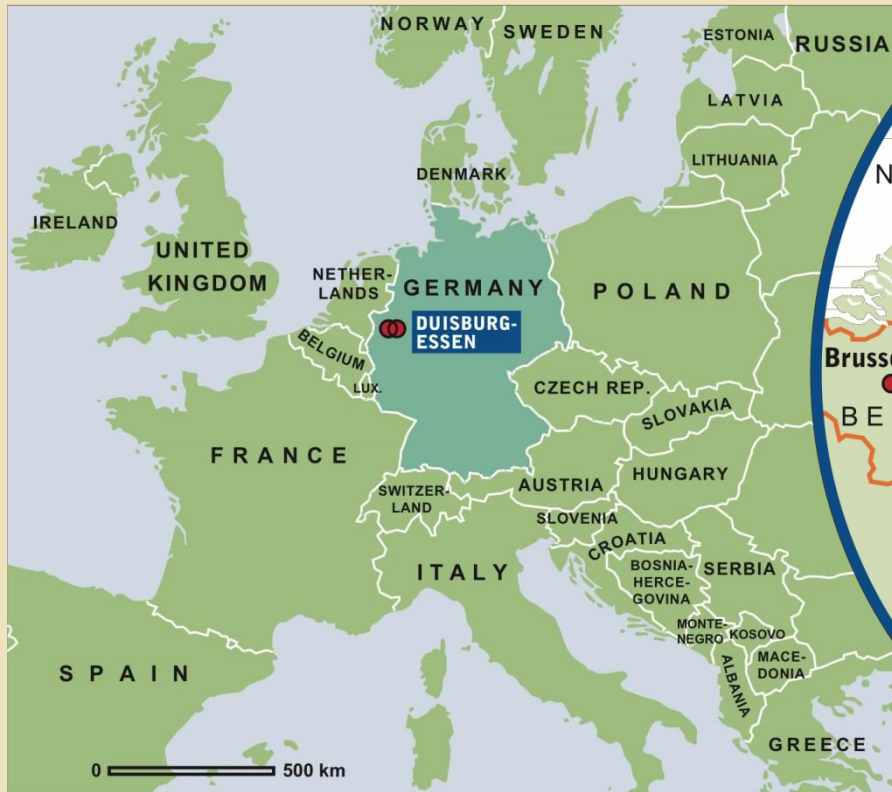 NORWAY
SWEDEN
ESTONIA
RUSSIA
LATVIA
LITHUANIA
DENMARK
N
IRELAND
UNITED
KINGDOM
NETHER-
LANDS
GERMANY
POLAND
DUISBURG-
ESSEN
BELGIUM
LUX.
CZECH REP.
SLOVAKIA
Brusse
BE
FRANCE
SWITZER-
LAND
AUSTRIA
HUNGARY
SLOVENIA
CROATIA
ITALY
BOSNIA-
HERCE-
GOVINA
SERBIA
MONTE-
NEGRO
KOSOVO
ALBANIA
MACE-
DONIA
SPAIN
GREECE
0 500 km